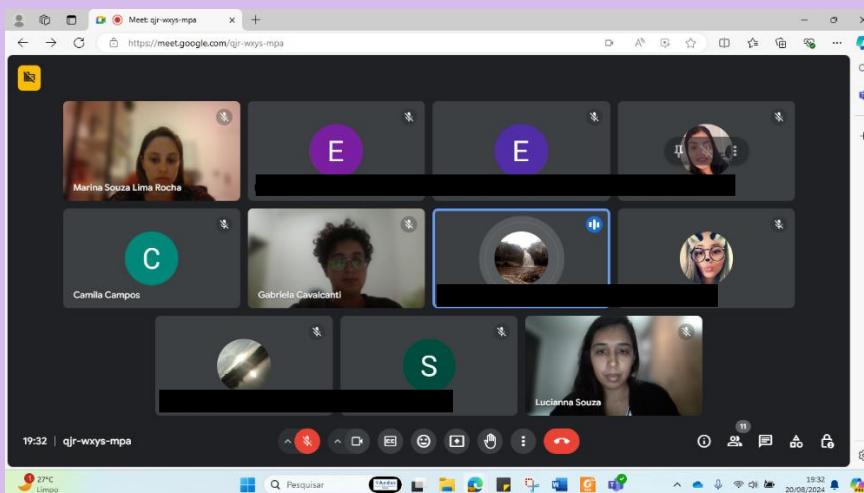 Meet: qjr-wxys-mpa
https://meet.google.com/qjr-wxys-mpa
E
E
Marina Souza Lima Rocha
C
Camila Campos
Gabriela Cavalcanti
S
Lucianna Souza
19:32 | qjr-wxys-mpa
CC
11
27°C
Limpo
Pesquisar
19:32
20/08/2024